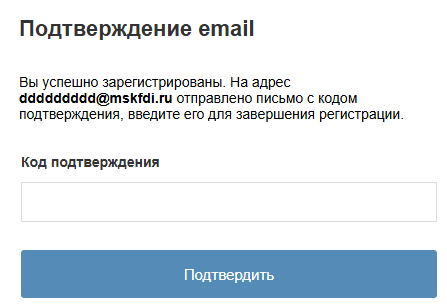 Подтверждение email
Вы успешно зарегистрированы. На адрес
ddddddddd@mskfdi.ru отправлено письмо с кодом
подтверждения, введите его для завершения регистрации.
Код подтверждения
Подтвердить